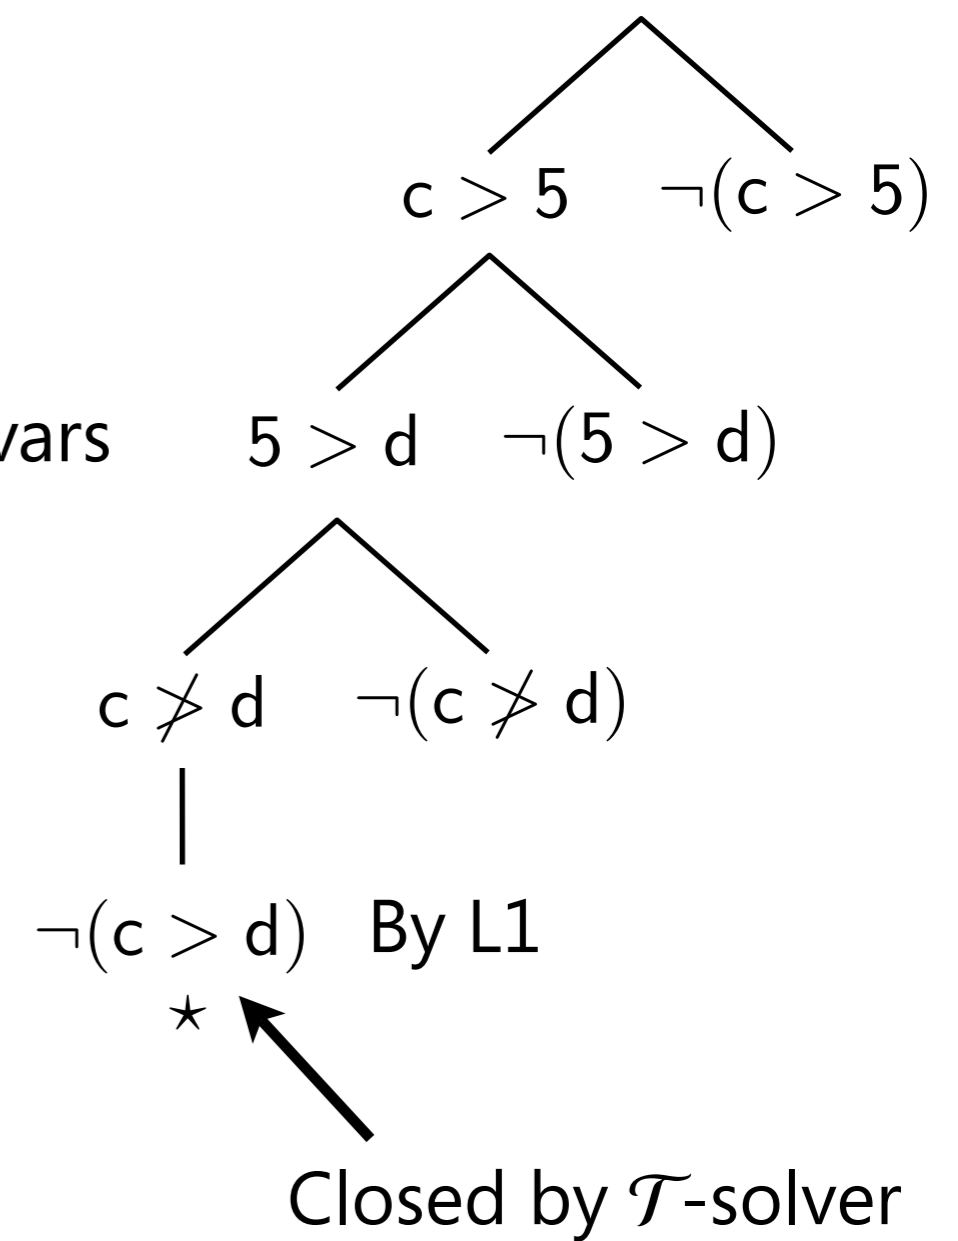 c > 5 ¬(c > 5)
vars 5 > d ¬(5 > d)
c ≯ d ¬(c ≯ d)
¬(c > d) By L1
⋆
Closed by 𝒯-solver